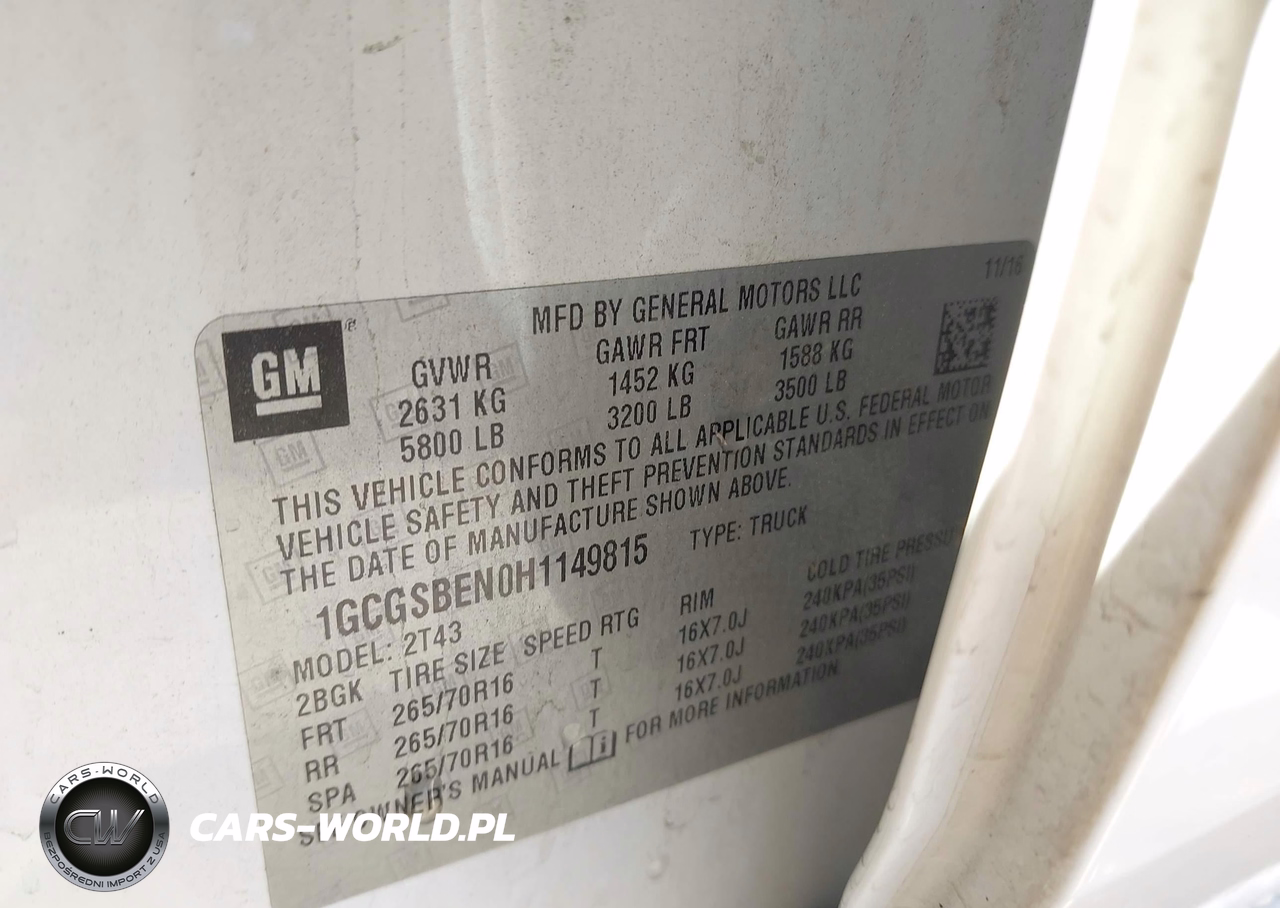 11/16
MFD BY GENERAL MOTORS LLC
GM®
GVWR GAWR FRT GAWR RR
2631 KG 1452 KG 1588 KG
5800 LB 3200 LB 3500 LB
THIS VEHICLE CONFORMS TO ALL APPLICABLE U.S. FEDERAL MOTOR
VEHICLE SAFETY AND THEFT PREVENTION STANDARDS IN EFFECT ON
THE DATE OF MANUFACTURE SHOWN ABOVE.
1GCGSBEN0H1149815 TYPE: TRUCK
MODEL: 2T43
2BGK TIRE SIZE SPEED RTG RIM COLD TIRE PRESSU
FRT 265/70R16 T 16X7.0J 240KPA(35PSI)
RR 265/70R16 T 16X7.0J 240KPA(35PSI)
SPA 265/70R16 T 16X7.0J 240KPA(35PSI)
OWNER'S MANUAL FOR MORE INFORMATION
CARS-WORLD
CW
BEZPOŚREDNI IMPORT Z USA
CARS-WORLD.PL